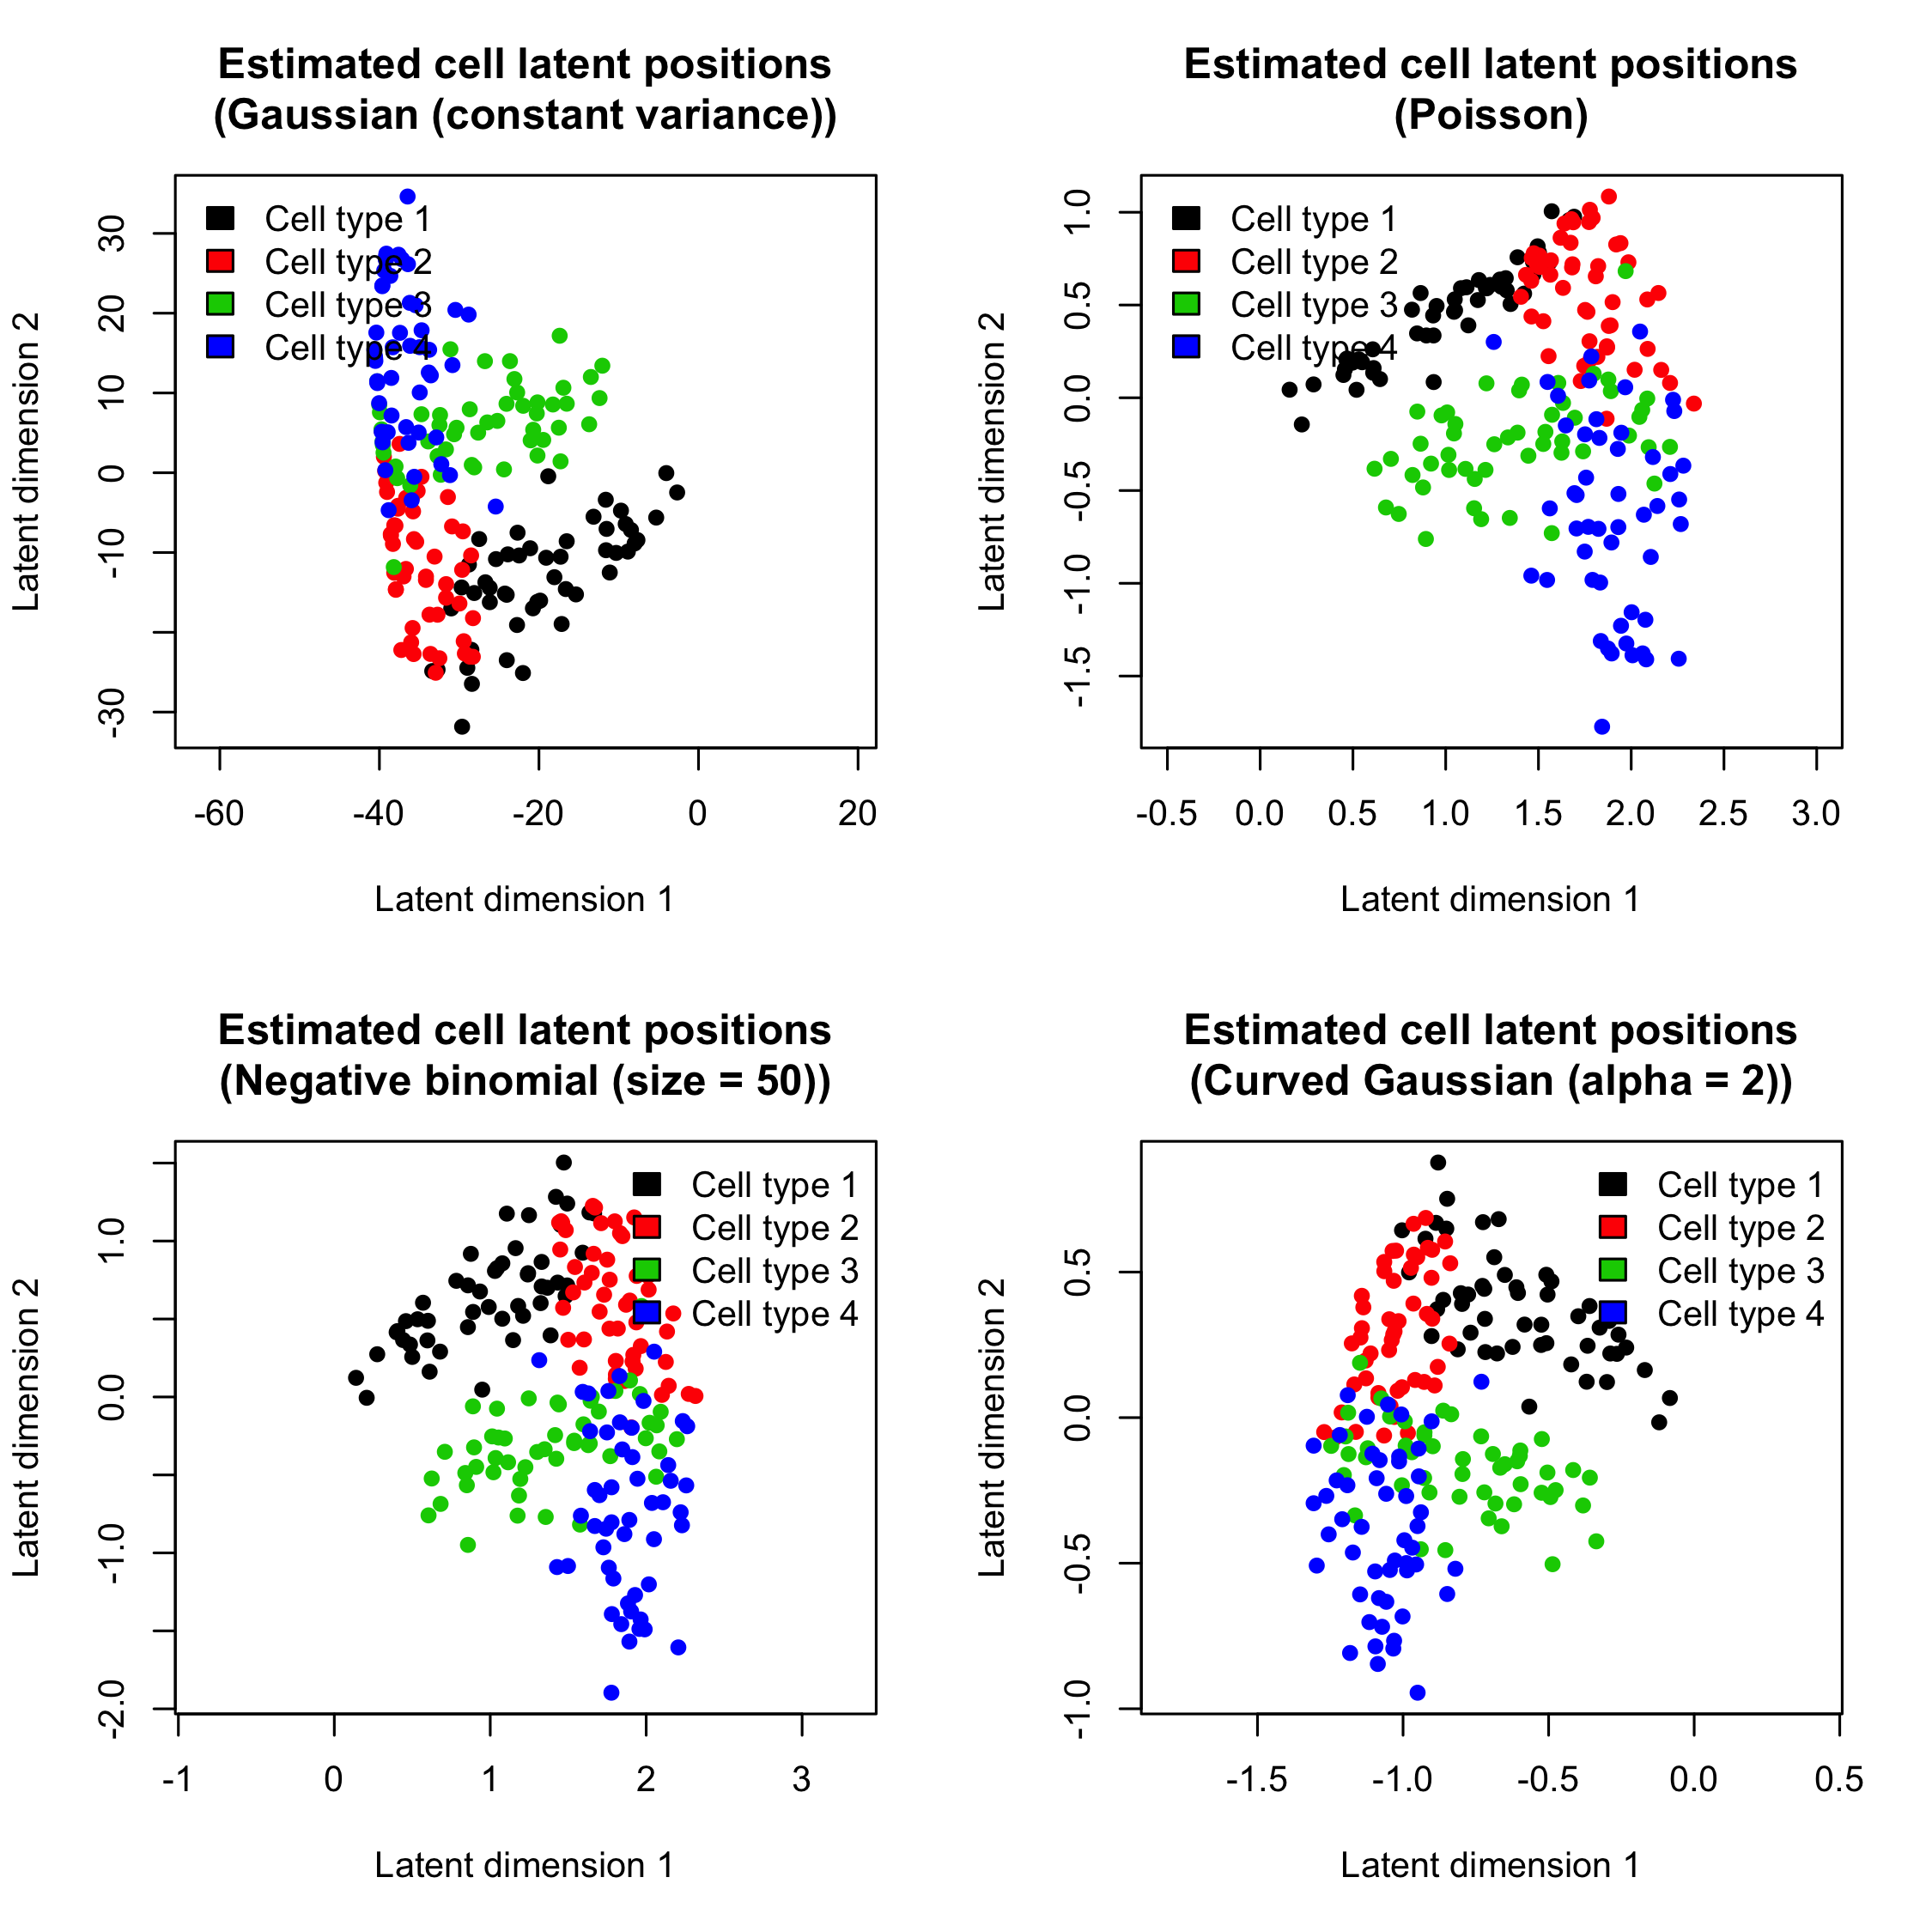 Estimated cell latent positions
(Gaussian (constant variance))
Cell type 1
Cell type 2
Cell type 3
Cell type 4
Latent dimension 2
30
20
10
0
-10
-30
-60
-40
-20
0
20
Latent dimension 1
Estimated cell latent positions
(Poisson)
Cell type 1
Cell type 2
Cell type 3
Cell type 4
Latent dimension 2
1.0
0.5
0.0
-0.5
-1.0
-1.5
-0.5
0.0
0.5
1.0
1.5
2.0
2.5
3.0
Latent dimension 1
Estimated cell latent positions
(Negative binomial (size = 50))
Cell type 1
Cell type 2
Cell type 3
Cell type 4
Latent dimension 2
1.0
0.0
-1.0
-2.0
-1
0
1
2
3
Latent dimension 1
Estimated cell latent positions
(Curved Gaussian (alpha = 2))
Cell type 1
Cell type 2
Cell type 3
Cell type 4
Latent dimension 2
0.5
0.0
-0.5
-1.0
-1.5
-1.0
-0.5
0.0
0.5
Latent dimension 1